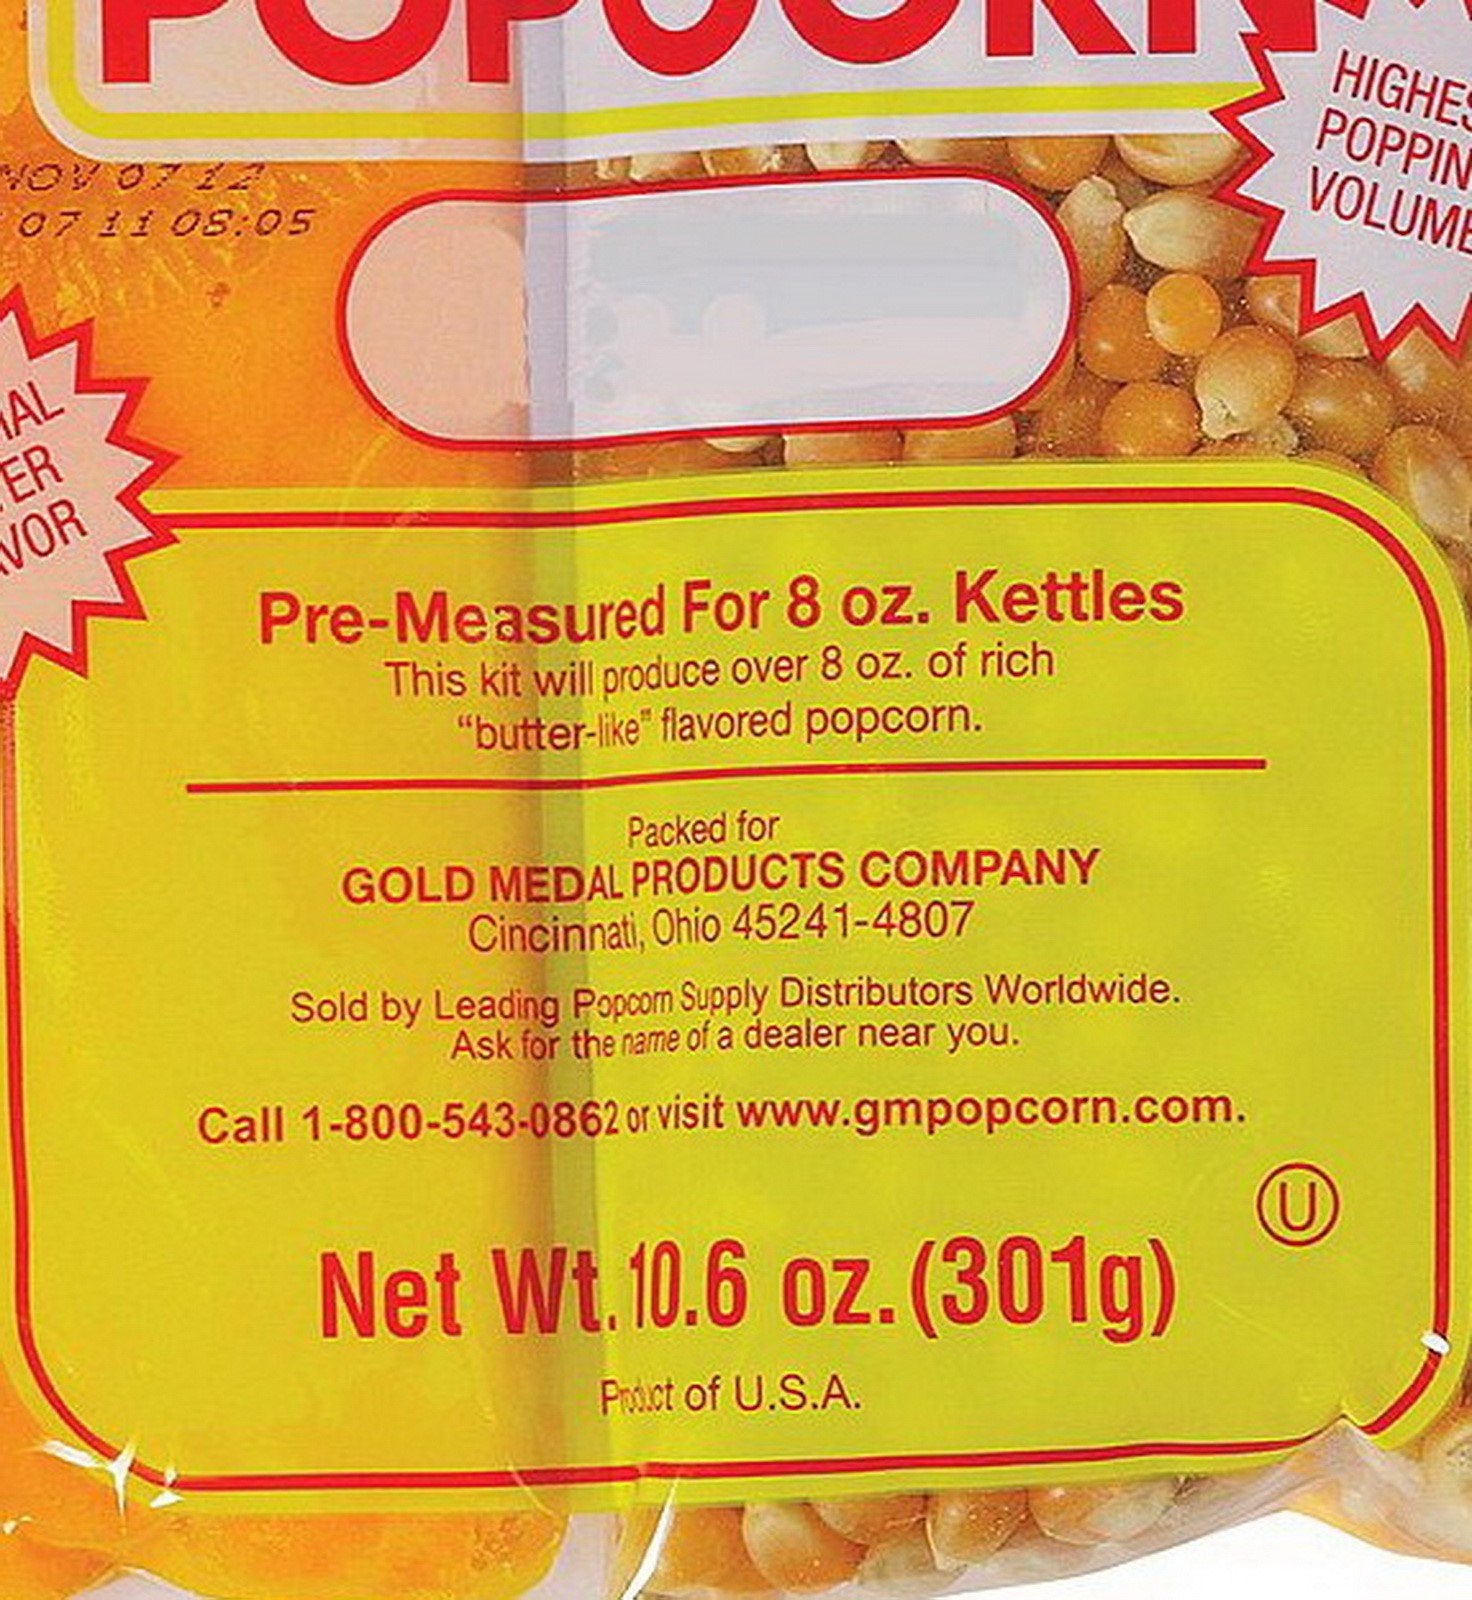 POPCORN
HIGHES
POPPIN
VOLUME
NOV 07 12
07 11 08:05
AL
ER
VOR
Pre-Measured For 8 oz. Kettles
This kit will produce over 8 oz. of rich
“butter-like” flavored popcorn.
Packed for
GOLD MEDAL PRODUCTS COMPANY
Cincinnati, Ohio 45241-4807
Sold by Leading Popcorn Supply Distributors Worldwide.
Ask for the name of a dealer near you.
Call 1-800-543-0862 or visit www.gmpopcorn.com.
U
Net Wt. 10.6 oz. (301g)
Product of U.S.A.